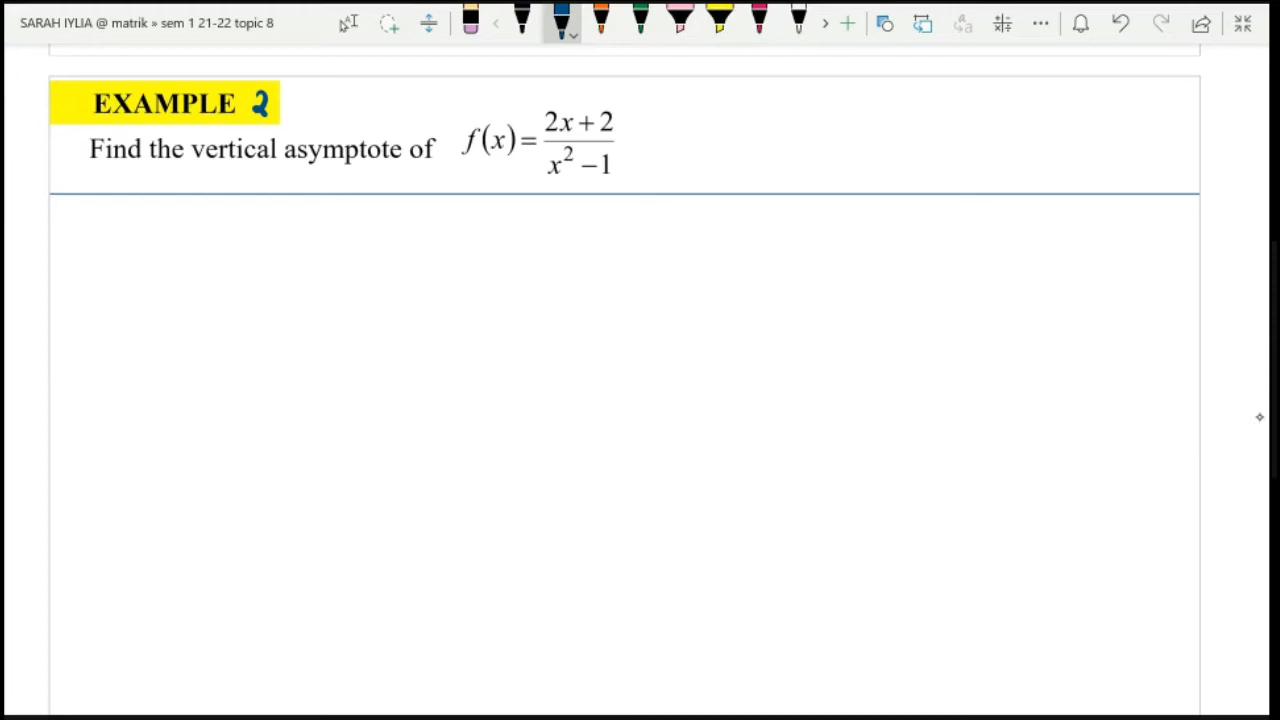 SARAH IYLIA @ matrik » sem 1 21-22 topic 8
EXAMPLE 2
Find the vertical asymptote of f(x) = (2x + 2)/(x² − 1)